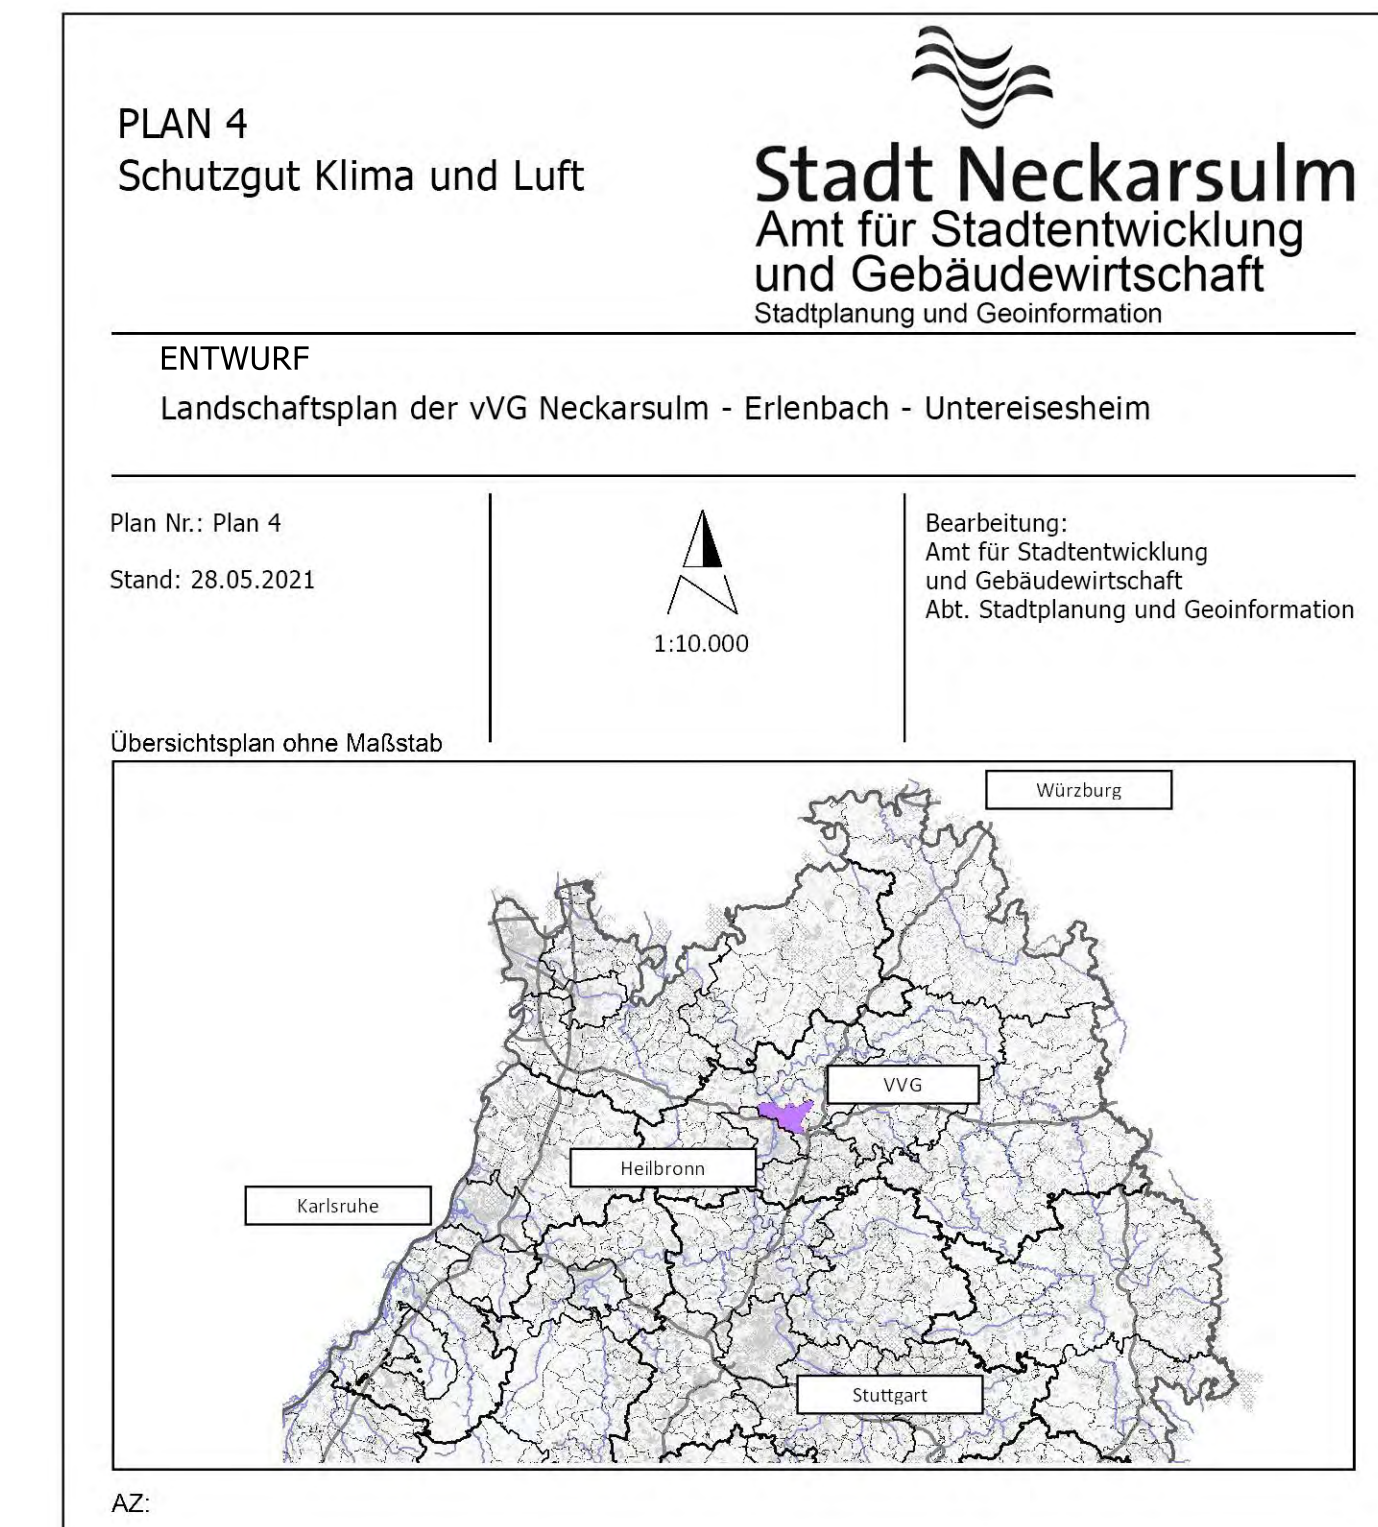 PLAN 4
Schutzgut Klima und Luft
Stadt Neckarsulm
Amt für Stadtentwicklung
und Gebäudewirtschaft
Stadtplanung und Geoinformation
ENTWURF
Landschaftsplan der vVG Neckarsulm - Erlenbach - Untereisesheim
Plan Nr.: Plan 4
Stand: 28.05.2021
1:10.000
Bearbeitung:
Amt für Stadtentwicklung
und Gebäudewirtschaft
Abt. Stadtplanung und Geoinformation
Übersichtsplan ohne Maßstab
Würzburg
VVG
Heilbronn
Karlsruhe
Stuttgart
AZ: